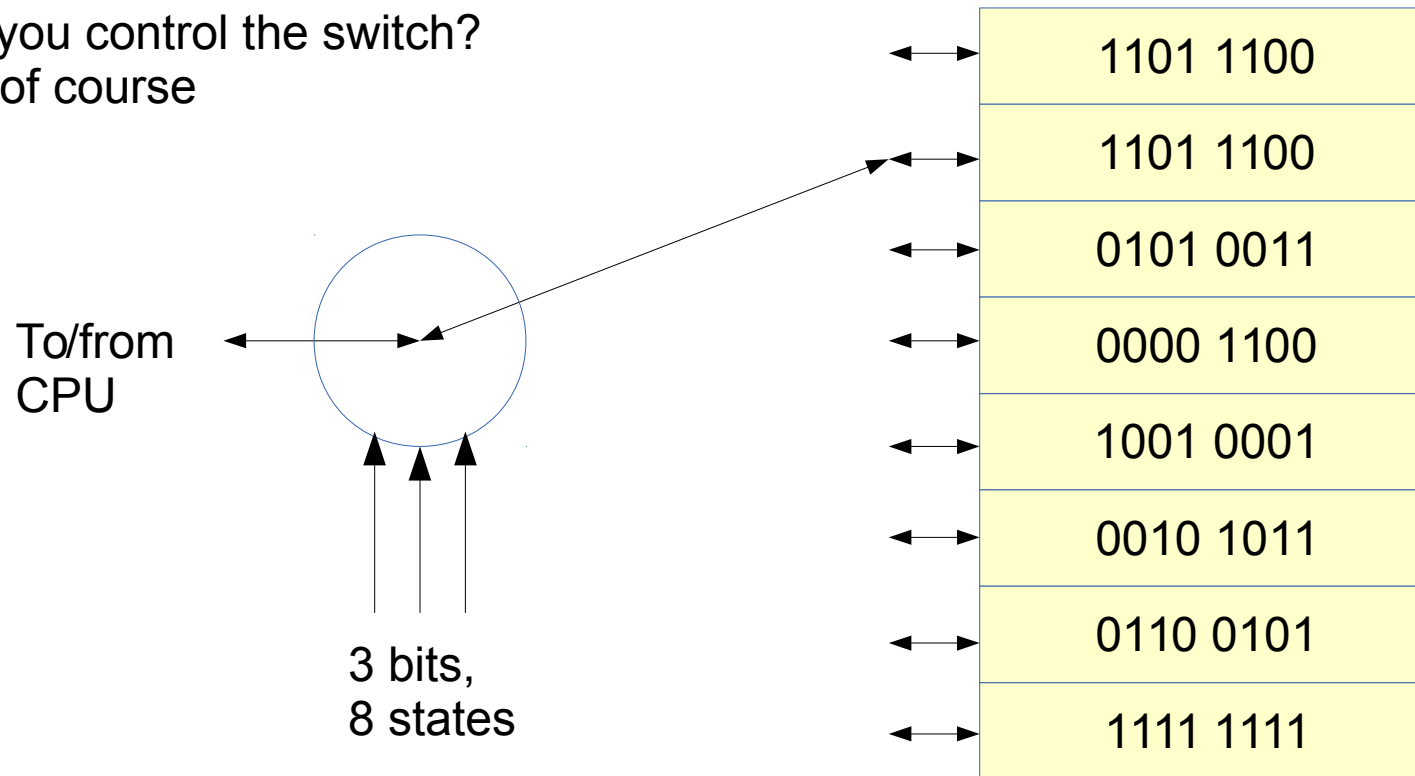 you control the switch?
of course
To/from
CPU
3 bits,
8 states
1101 1100
1101 1100
0101 0011
0000 1100
1001 0001
0010 1011
0110 0101
1111 1111